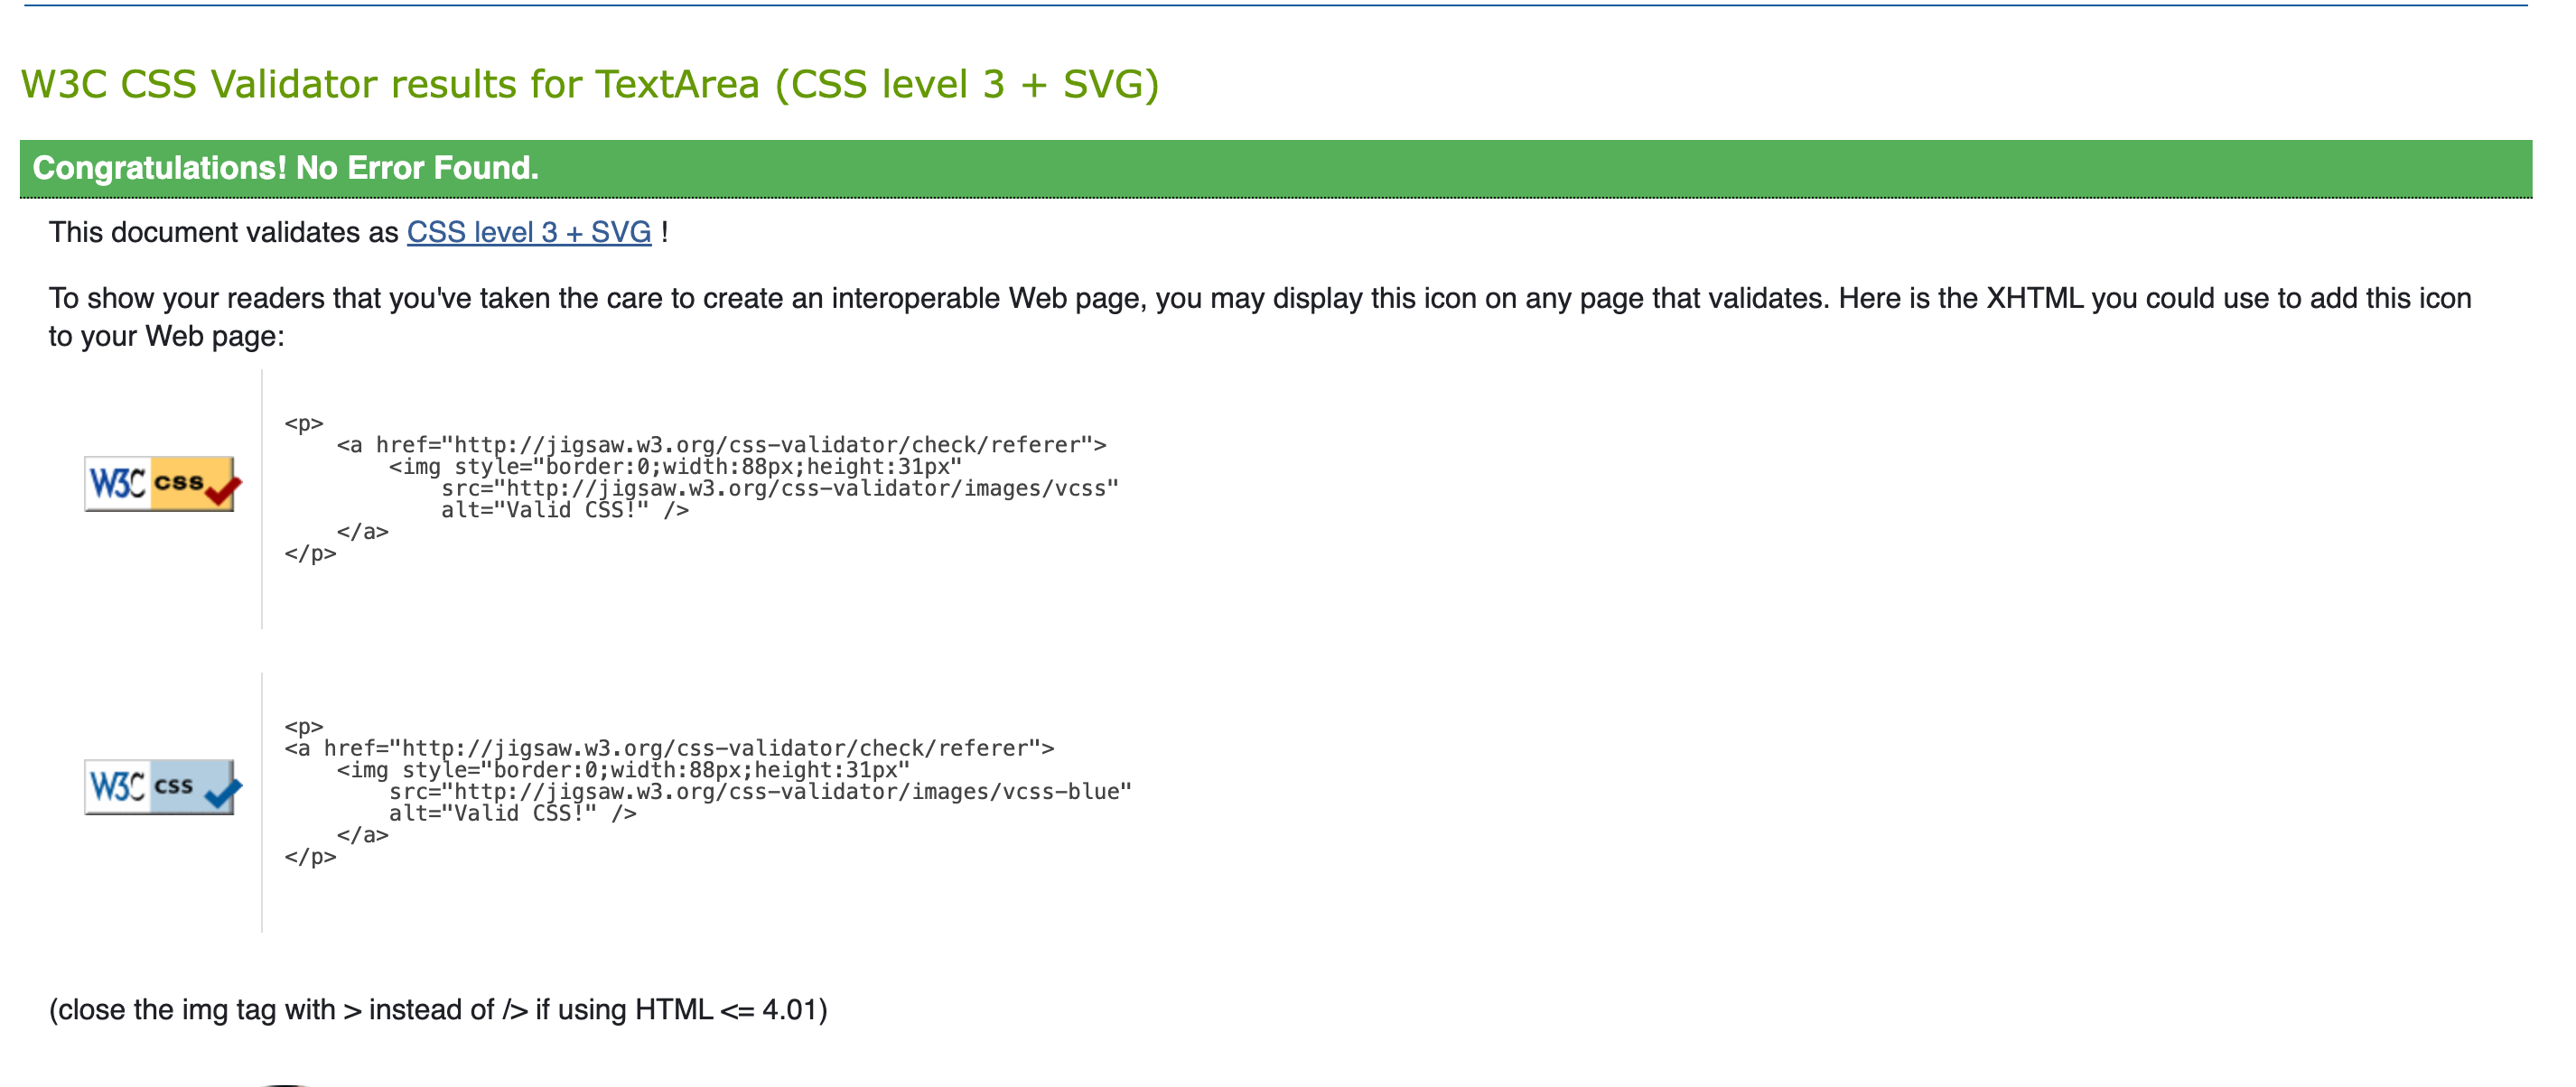 W3C CSS Validator results for TextArea (CSS level 3 + SVG)
Congratulations! No Error Found.
This document validates as CSS level 3 + SVG !
To show your readers that you've taken the care to create an interoperable Web page, you may display this icon on any page that validates. Here is the XHTML you could use to add this icon
to your Web page:
W3C css
<p>
    <a href="http://jigsaw.w3.org/css-validator/check/referer">
        <img style="border:0;width:88px;height:31px"
            src="http://jigsaw.w3.org/css-validator/images/vcss"
            alt="Valid CSS!" />
    </a>
</p>
W3C css
<p>
<a href="http://jigsaw.w3.org/css-validator/check/referer">
    <img style="border:0;width:88px;height:31px"
        src="http://jigsaw.w3.org/css-validator/images/vcss-blue"
        alt="Valid CSS!" />
    </a>
</p>
(close the img tag with > instead of /> if using HTML <= 4.01)